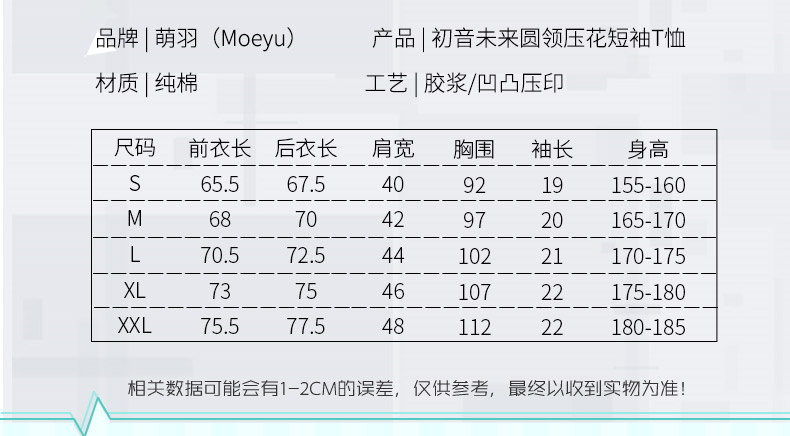 品牌 | 萌羽（Moeyu） 产品 | 初音未来圆领压花短袖T恤
材质 | 纯棉 工艺 | 胶浆/凹凸压印
尺码 前衣长 后衣长 肩宽 胸围 袖长 身高
S 65.5 67.5 40 92 19 155-160
M 68 70 42 97 20 165-170
L 70.5 72.5 44 102 21 170-175
XL 73 75 46 107 22 175-180
XXL 75.5 77.5 48 112 22 180-185
相关数据可能会有1-2CM的误差，仅供参考，最终以收到实物为准！